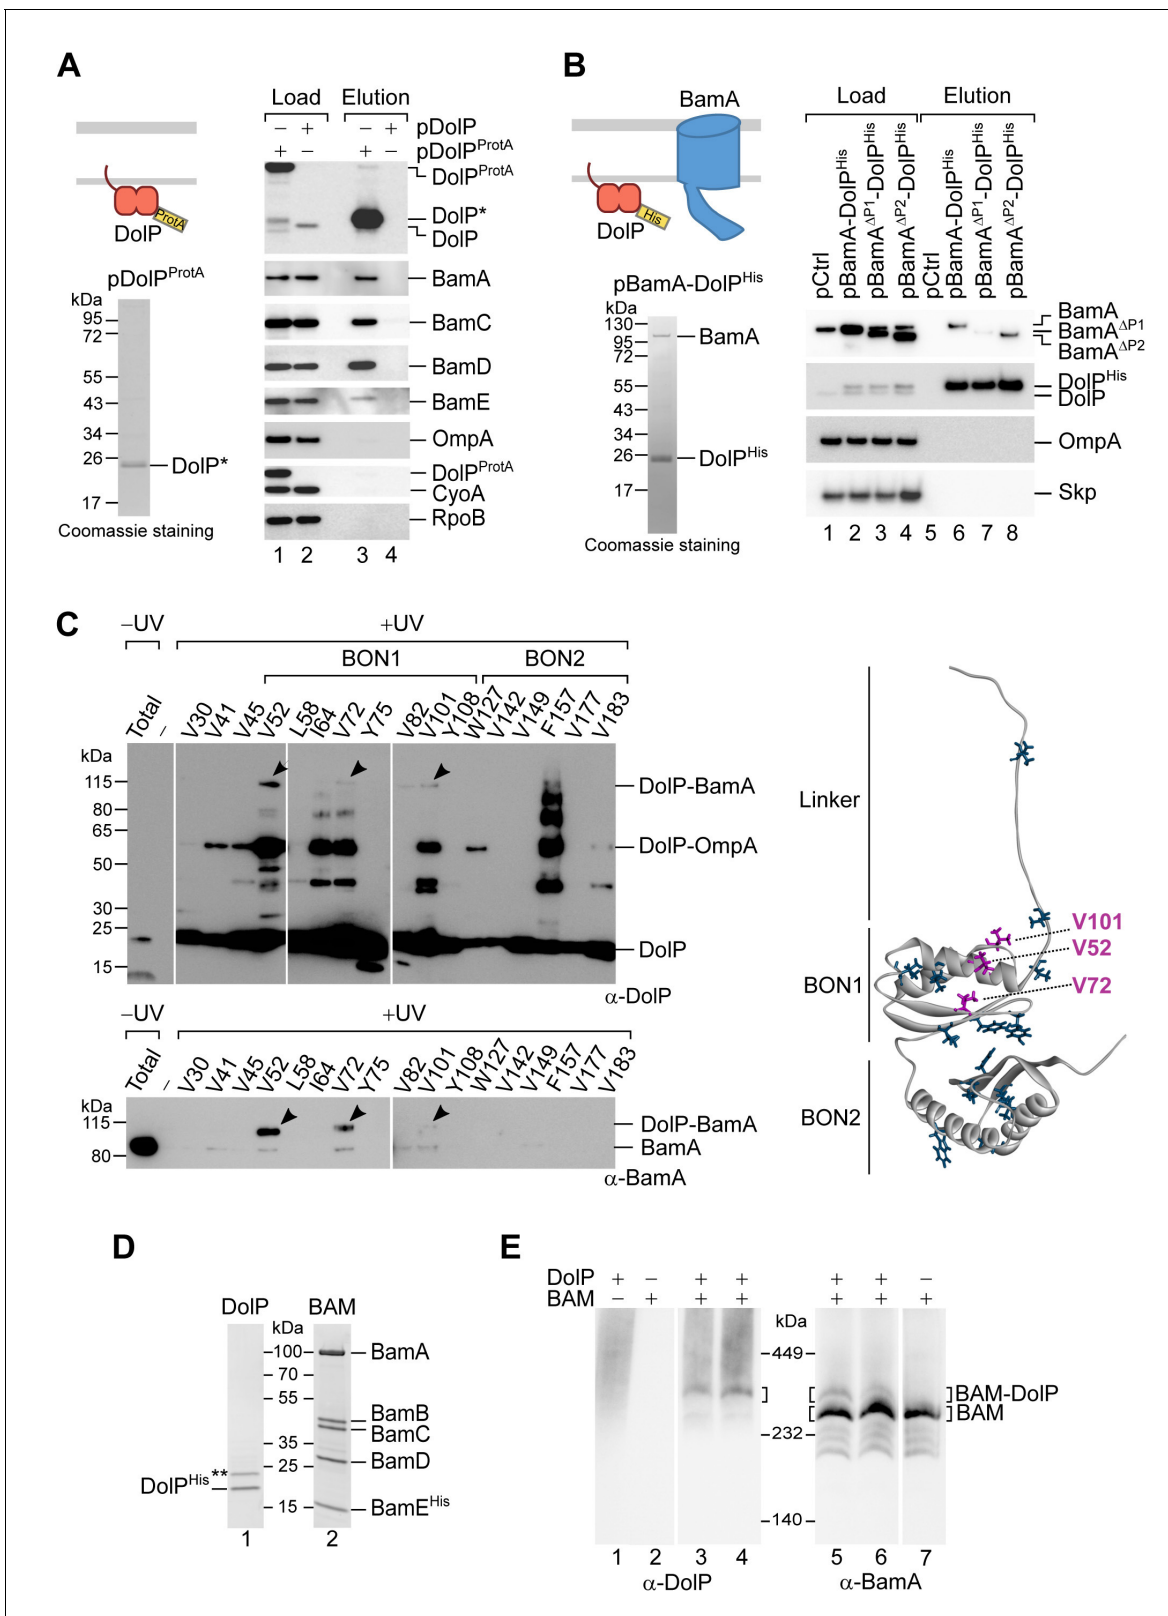 A
Load Elution
− + − + pDolP
+ − + − pDolP^ProtA
DolP^ProtA
DolP*
DolP
BamA
BamC
BamD
BamE
OmpA
DolP^ProtA
CyoA
RpoB
1 2 3 4
ProtA
DolP
pDolP^ProtA
kDa
95
72
55
43
34
26
17
DolP*
Coomassie staining
B
BamA
His
DolP
pBamA-DolP^His
kDa
130
95
72
55
43
34
26
17
BamA
DolP^His
Coomassie staining
Load Elution
pCtrl
pBamA-DolP^His
pBamA^ΔP1-DolP^His
pBamA^ΔP2-DolP^His
pCtrl
pBamA-DolP^His
pBamA^ΔP1-DolP^His
pBamA^ΔP2-DolP^His
BamA
BamA^ΔP1
BamA^ΔP2
DolP^His
DolP
OmpA
Skp
1 2 3 4 5 6 7 8
C
−UV +UV
BON1 BON2
Total − V30 V41 V45 V52 L58 I64 V72 Y75 V82 V101 Y108 W127 V142 V149 F157 V177 V183
kDa
115
80
65
50
30
25
15
DolP-BamA
DolP-OmpA
DolP
α-DolP
−UV +UV
Total − V30 V41 V45 V52 L58 I64 V72 Y75 V82 V101 Y108 W127 V142 V149 F157 V177 V183
kDa
115
80
DolP-BamA
BamA
α-BamA
Linker
BON1
BON2
V101
V52
V72
D
DolP BAM
kDa
100
70
55
35
25
15
**
DolP^His
BamA
BamB
BamC
BamD
BamE^His
1 2
E
DolP + − + + + + −
BAM − + + + + + +
kDa
449
232
140
BAM-DolP
BAM
1 2 3 4 5 6 7
α-DolP α-BamA